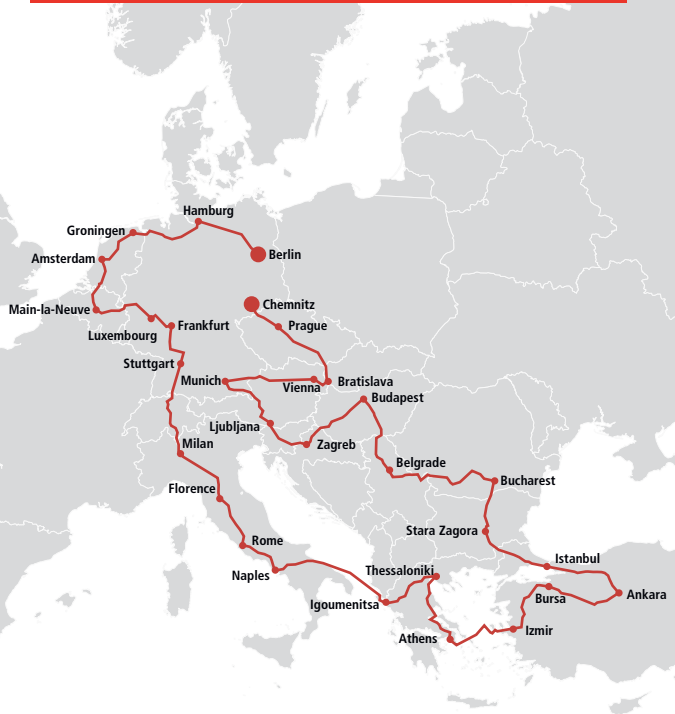 Hamburg
Groningen
Berlin
Amsterdam
Chemnitz
Main-la-Neuve
Frankfurt
Prague
Luxembourg
Stuttgart
Munich
Vienna
Bratislava
Budapest
Ljubljana
Milan
Zagreb
Belgrade
Florence
Bucharest
Stara Zagora
Rome
Istanbul
Naples
Thessaloniki
Ankara
Bursa
Igoumenitsa
Izmir
Athens